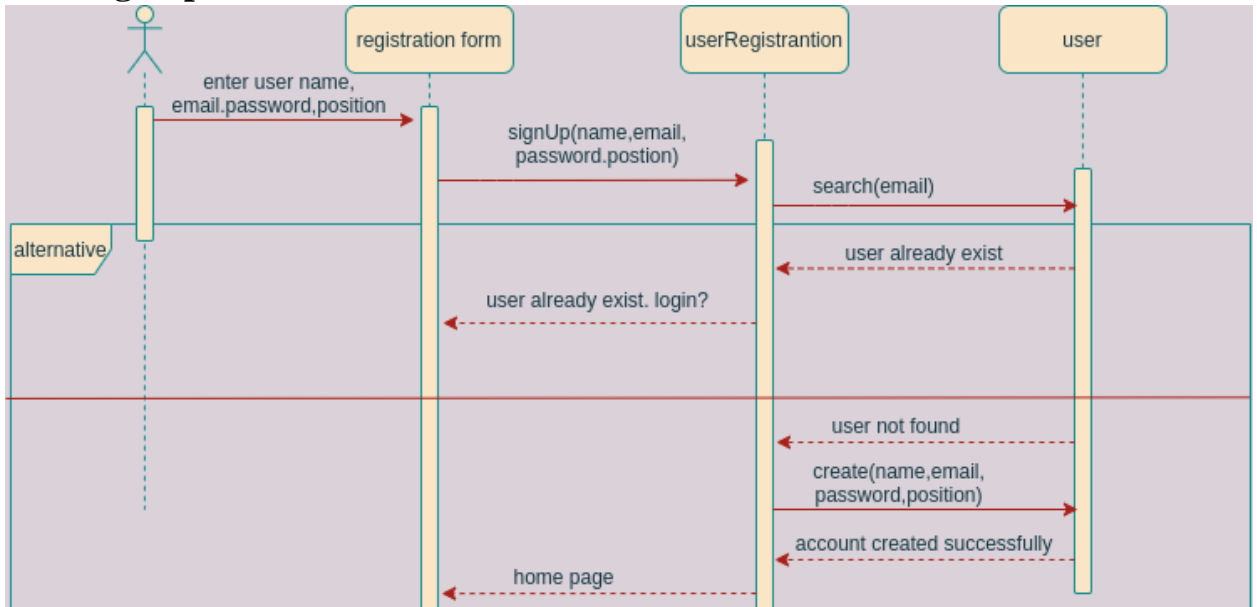 registration form
userRegistrantion
user
enter user name,
email.password,position
signUp(name,email,
password.postion)
search(email)
alternative
user already exist
user already exist. login?
user not found
create(name,email,
password,position)
account created successfully
home page